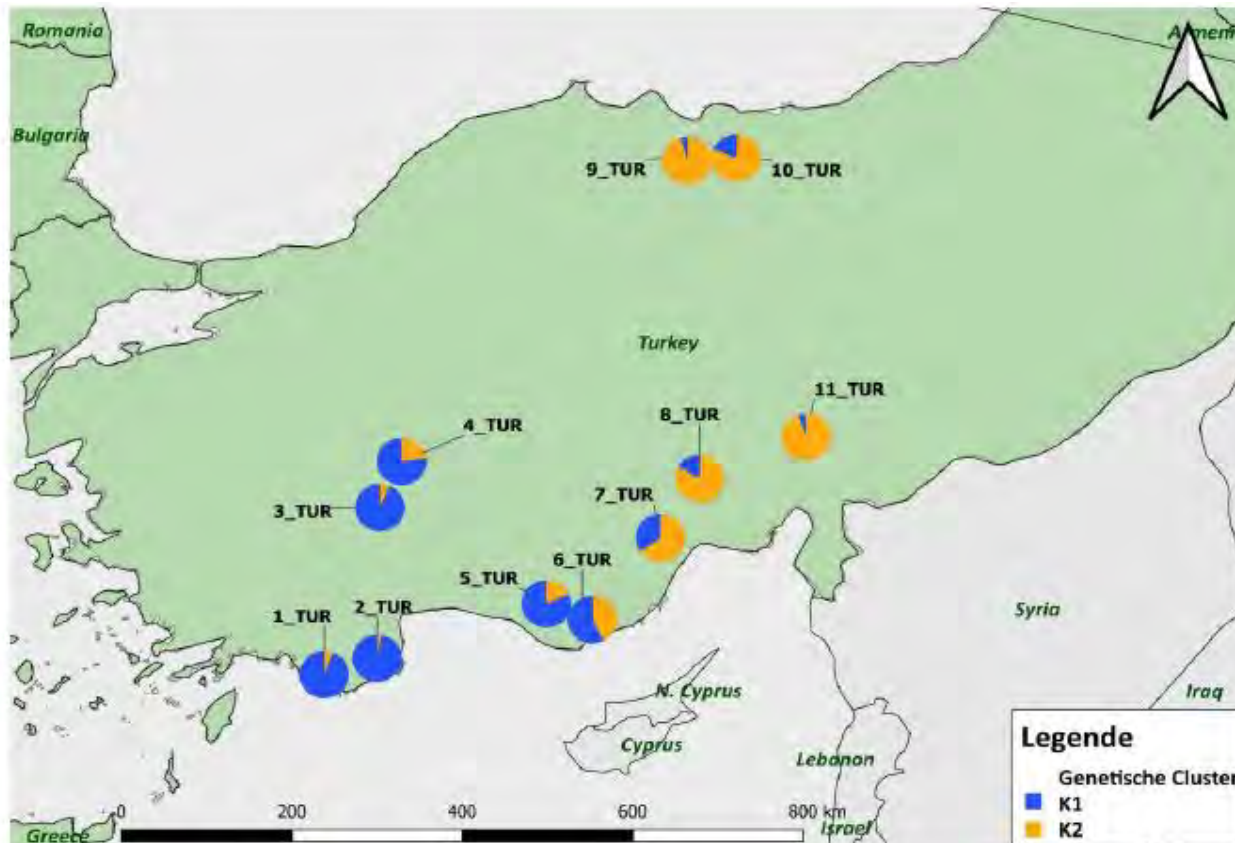 Romania
Armeni
Bulgaria
9_TUR
10_TUR
Turkey
11_TUR
8_TUR
4_TUR
7_TUR
3_TUR
6_TUR
5_TUR
2_TUR
1_TUR
Syria
N. Cyprus
Iraq
Cyprus
Lebanon
Legende
Genetische Cluster
K1
K2
0 200 400 600 800 km
Greece
Israel